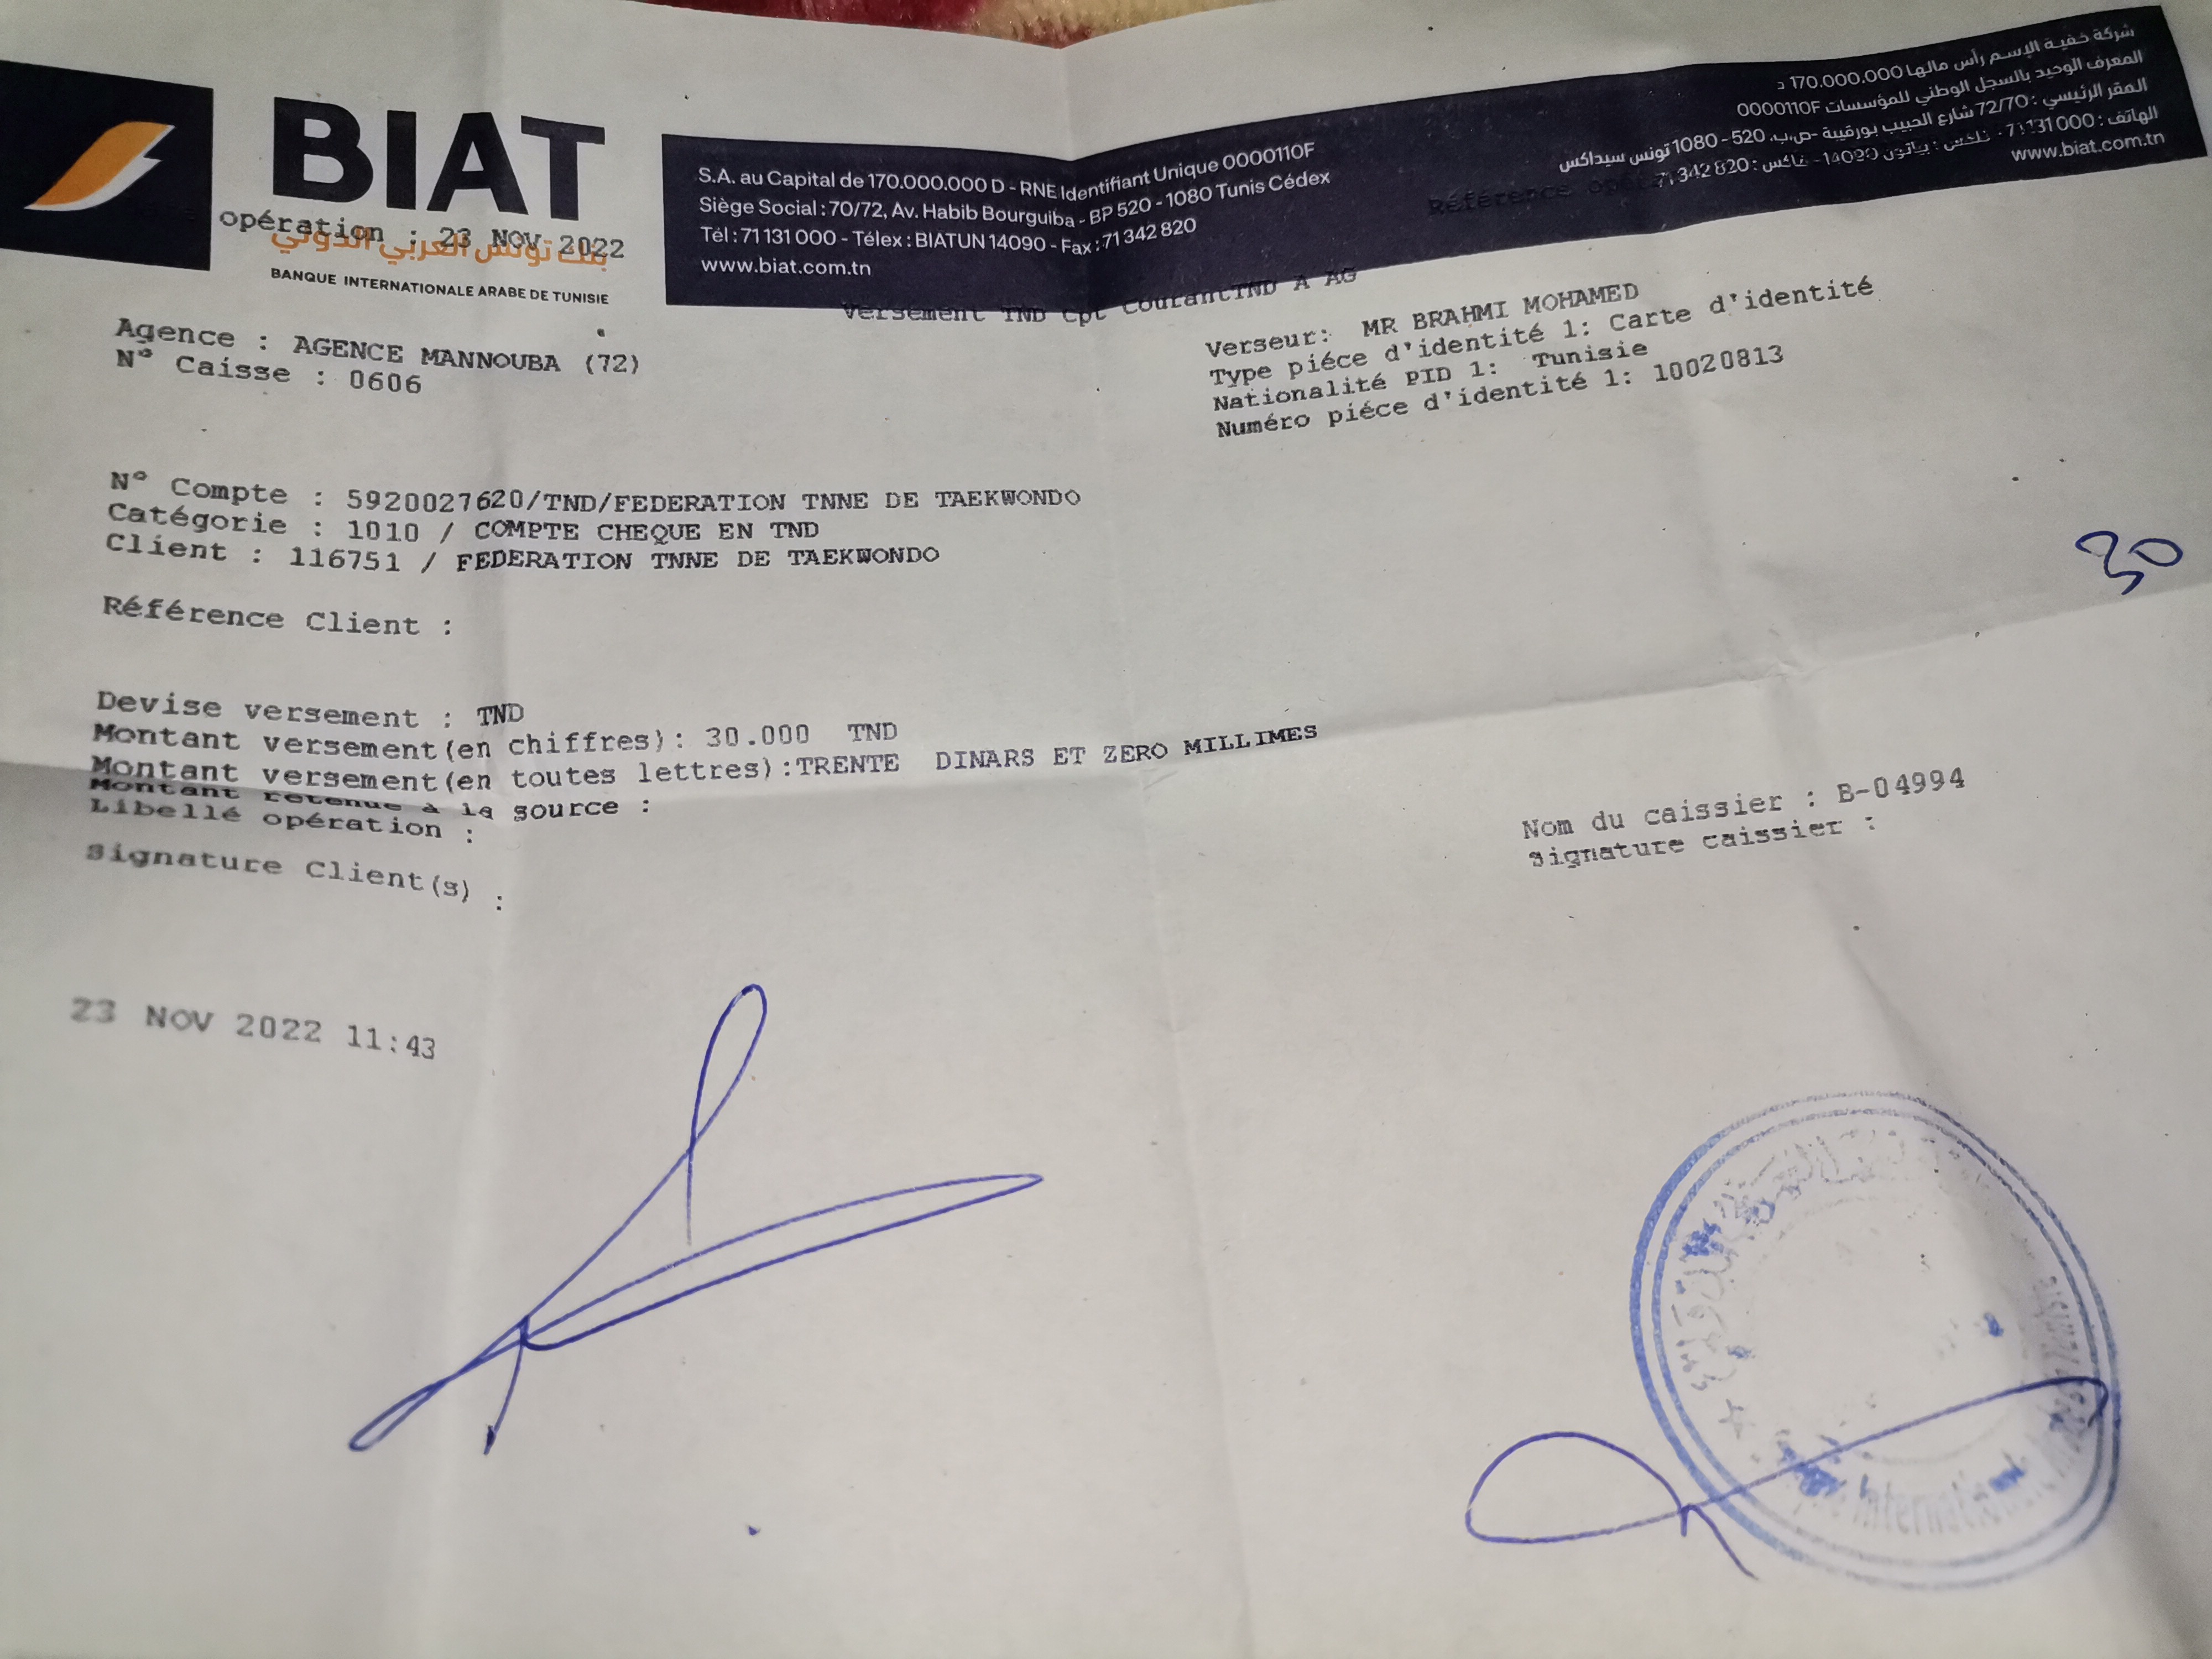 BIAT
opération : 23 NOV 2022
بنك تونس العربي الدولي
BANQUE INTERNATIONALE ARABE DE TUNISIE
S.A. au Capital de 170.000.000 D - RNE Identifiant Unique 0000110F
Siège Social : 70/72, Av. Habib Bourguiba - BP 520 - 1080 Tunis Cédex
Tél : 71 131 000 - Télex : BIATUN 14090 - Fax : 71 342 820
www.biat.com.tn
شركة خفية الإسم رأس مالها 170.000.000 د
المعرف الوحيد بالسجل الوطني للمؤسسات 0000110F
المقر الرئيسي : 72/70 شارع الحبيب بورقيبة -ص.ب. 520 - 1080 تونس سيداكس
الهاتف : 71131000 - تلكس : بياتون 14090 - فاكس : 71 342 820
www.biat.com.tn
Référence
Versement TND Cpt CourantTND A AG
Agence : AGENCE MANNOUBA (72)
N° Caisse : 0606
Verseur: MR BRAHMI MOHAMED
Type piéce d'identité 1: Carte d'identité
Nationalité PID 1: Tunisie
Numéro piéce d'identité 1: 10020813
N° Compte : 5920027620/TND/FEDERATION TNNE DE TAEKWONDO
Catégorie : 1010 / COMPTE CHEQUE EN TND
Client : 116751 / FEDERATION TNNE DE TAEKWONDO
30
Référence Client :
Devise versement : TND
Montant versement(en chiffres): 30.000 TND
Montant versement(en toutes lettres):TRENTE DINARS ET ZERO MILLIMES
Montant retenue à la source :
Libellé opération :
Signature Client(s) :
Nom du caissier : B-04994
Signature caissier :
23 NOV 2022 11:43